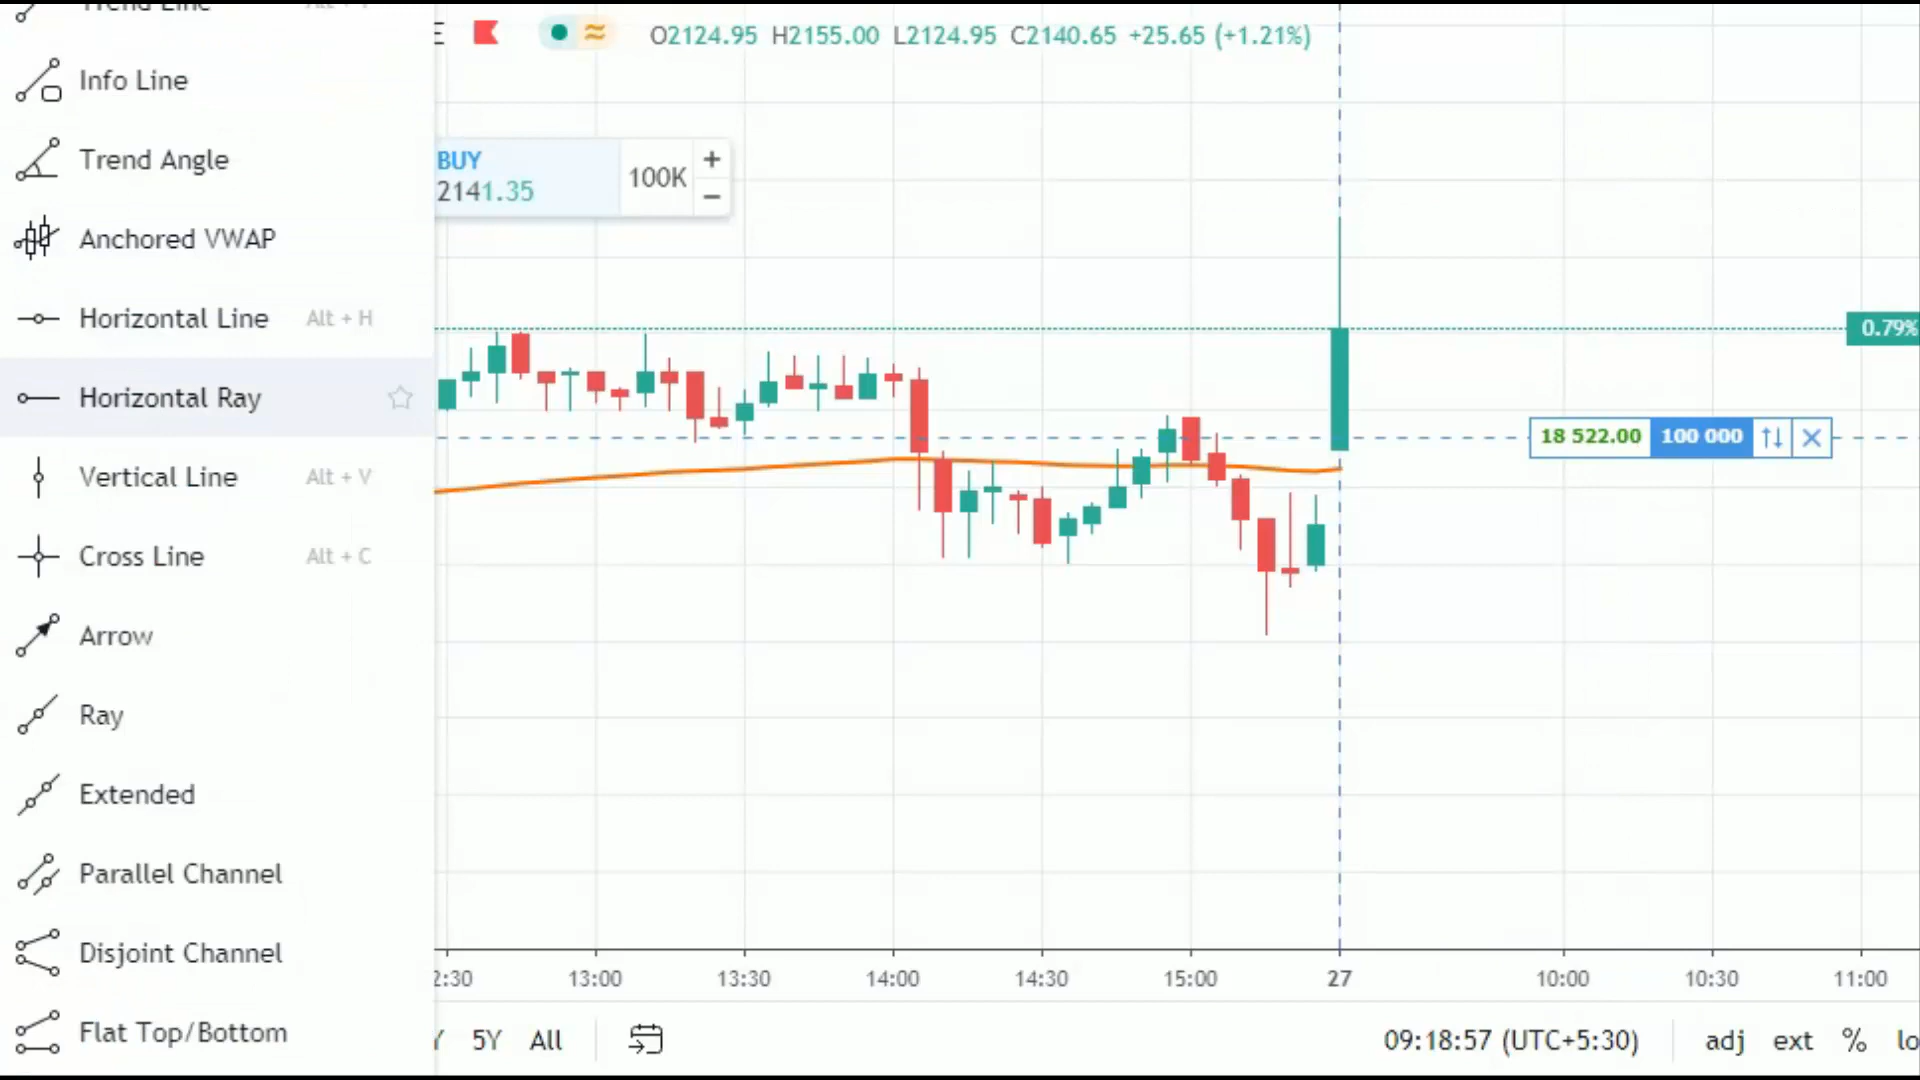 Trend Line Alt + T
Info Line
Trend Angle
Anchored VWAP
Horizontal Line Alt + H
Horizontal Ray
Vertical Line Alt + V
Cross Line Alt + C
Arrow
Ray
Extended
Parallel Channel
Disjoint Channel
Flat Top/Bottom
E O2124.95 H2155.00 L2124.95 C2140.65 +25.65 (+1.21%)
BUY
2141.35
100K + −
0.79%
18 522.00 100 000
2:30 13:00 13:30 14:00 14:30 15:00 27 10:00 10:30 11:00
Y 5Y All 09:18:57 (UTC+5:30) adj ext % lo